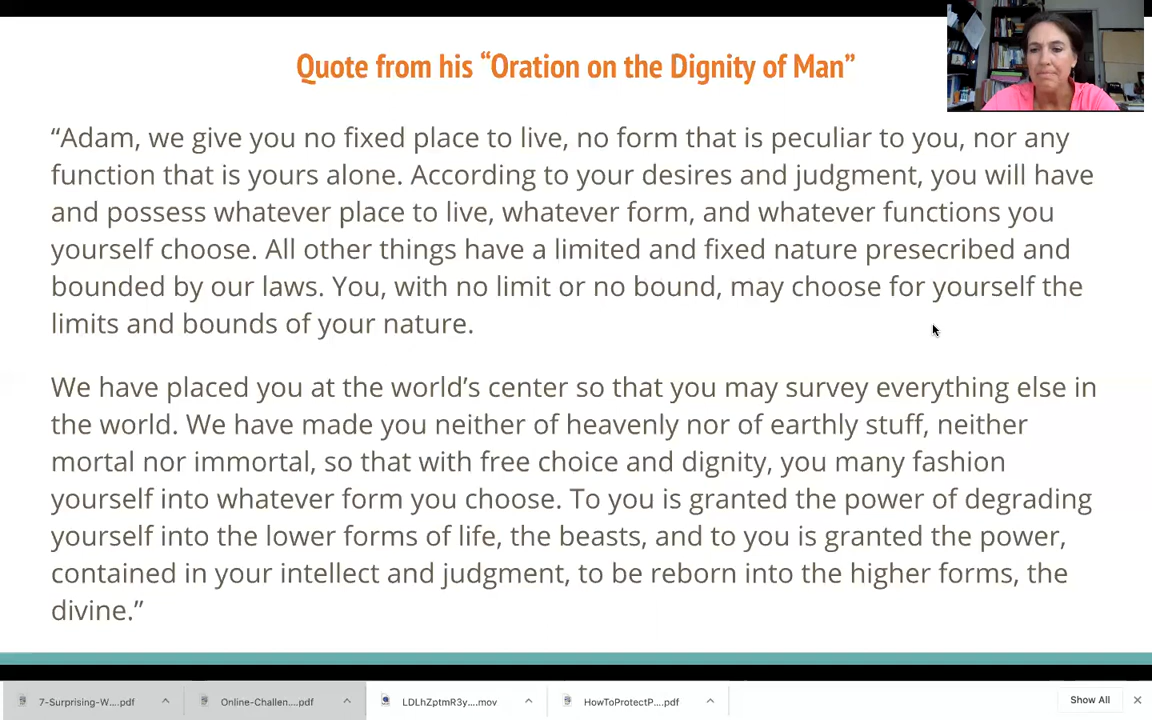 Quote from his “Oration on the Dignity of Man”
“Adam, we give you no fixed place to live, no form that is peculiar to you, nor any
function that is yours alone. According to your desires and judgment, you will have
and possess whatever place to live, whatever form, and whatever functions you
yourself choose. All other things have a limited and fixed nature presecribed and
bounded by our laws. You, with no limit or no bound, may choose for yourself the
limits and bounds of your nature.
We have placed you at the world’s center so that you may survey everything else in
the world. We have made you neither of heavenly nor of earthly stuff, neither
mortal nor immortal, so that with free choice and dignity, you many fashion
yourself into whatever form you choose. To you is granted the power of degrading
yourself into the lower forms of life, the beasts, and to you is granted the power,
contained in your intellect and judgment, to be reborn into the higher forms, the
divine.”
7-Surprising-W....pdf Online-Challen....pdf LDLhZptmR3y....mov HowToProtectP....pdf Show All